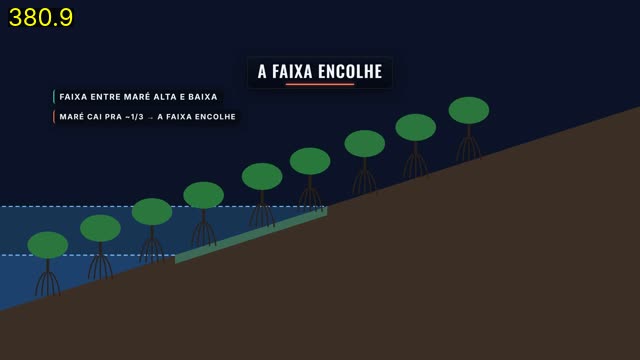 380.9
A FAIXA ENCOLHE
FAIXA ENTRE MARÉ ALTA E BAIXA
MARÉ CAI PRA ~1/3 → A FAIXA ENCOLHE